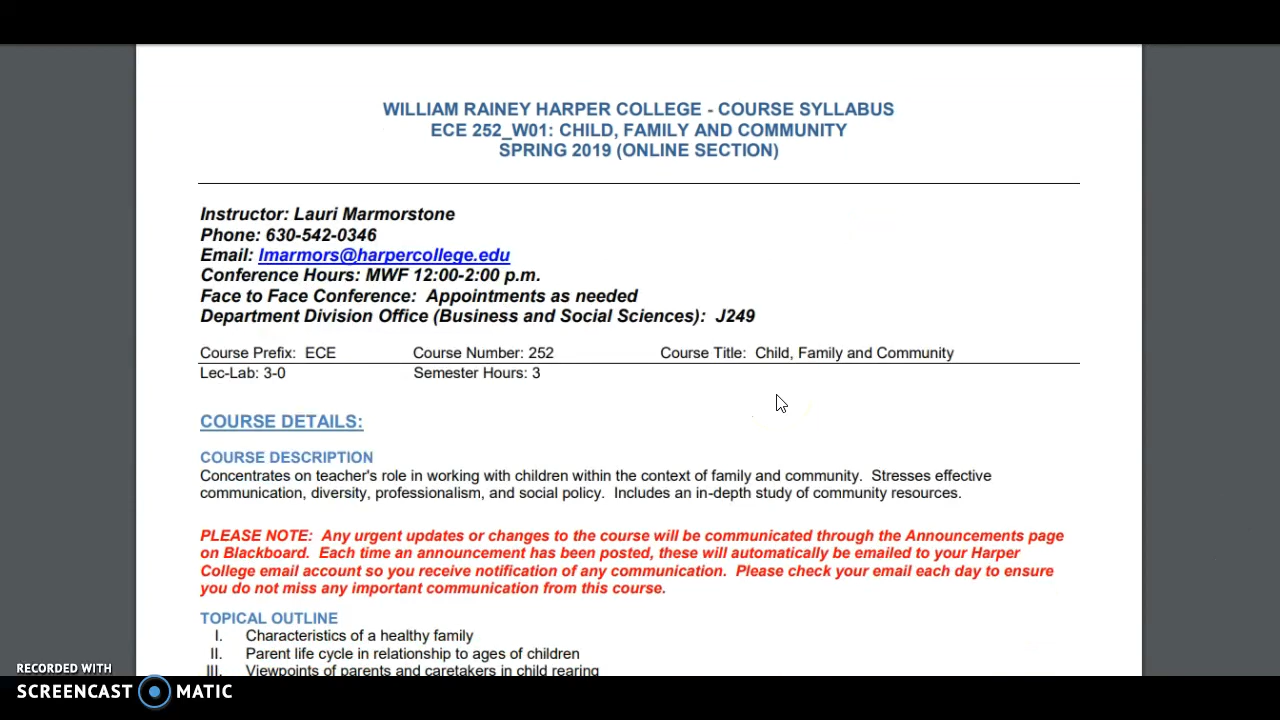 WILLIAM RAINEY HARPER COLLEGE - COURSE SYLLABUS
ECE 252_W01: CHILD, FAMILY AND COMMUNITY
SPRING 2019 (ONLINE SECTION)
Instructor: Lauri Marmorstone
Phone: 630-542-0346
Email: lmarmors@harpercollege.edu
Conference Hours: MWF 12:00-2:00 p.m.
Face to Face Conference: Appointments as needed
Department Division Office (Business and Social Sciences): J249
Course Prefix: ECE Course Number: 252 Course Title: Child, Family and Community
Lec-Lab: 3-0 Semester Hours: 3
COURSE DETAILS:
COURSE DESCRIPTION
Concentrates on teacher's role in working with children within the context of family and community. Stresses effective
communication, diversity, professionalism, and social policy. Includes an in-depth study of community resources.
PLEASE NOTE: Any urgent updates or changes to the course will be communicated through the Announcements page
on Blackboard. Each time an announcement has been posted, these will automatically be emailed to your Harper
College email account so you receive notification of any communication. Please check your email each day to ensure
you do not miss any important communication from this course.
TOPICAL OUTLINE
I. Characteristics of a healthy family
II. Parent life cycle in relationship to ages of children
III. Viewpoints of parents and caretakers in child rearing
RECORDED WITH
SCREENCAST MATIC